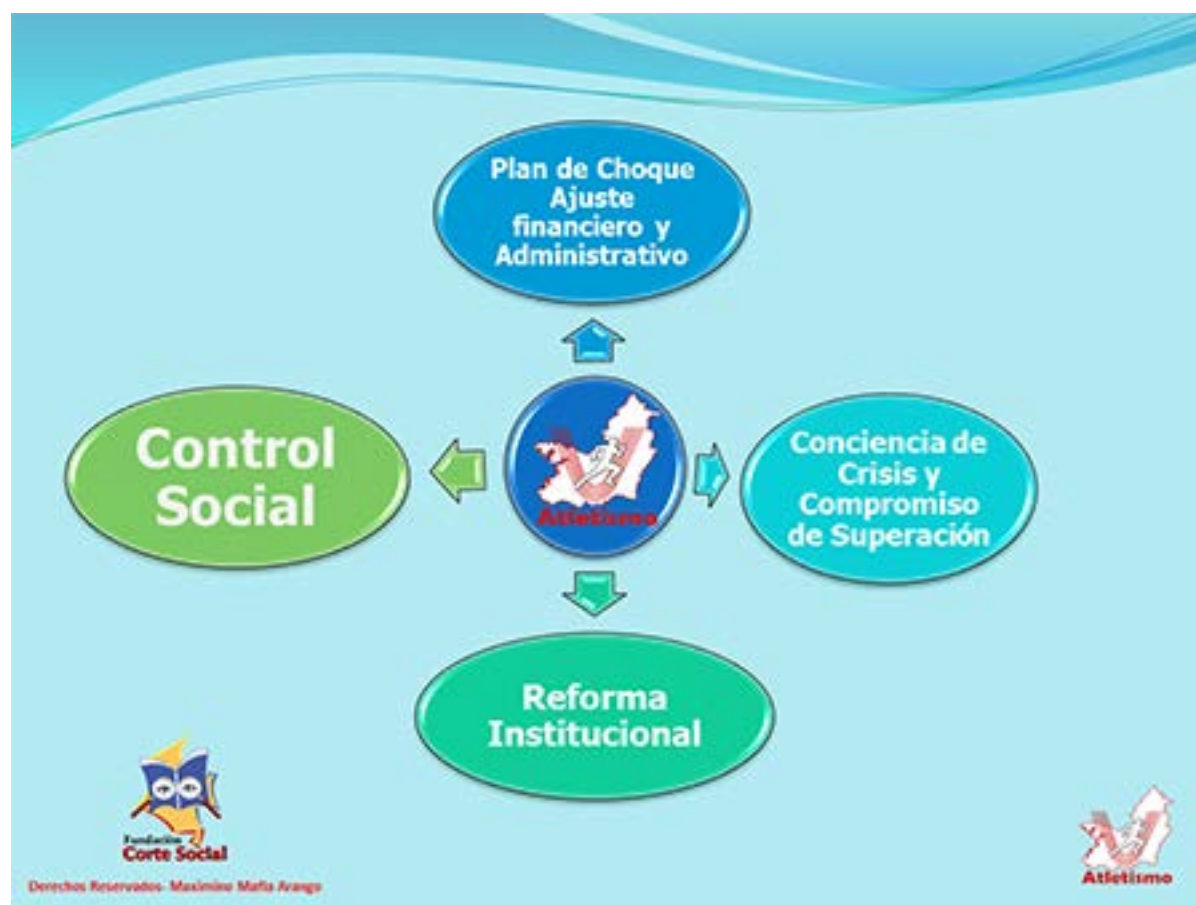 Plan de Choque
Ajuste
financiero y
Administrativo
Control
Social
Atletismo
Conciencia de
Crisis y
Compromiso
de Superación
Reforma
Institucional
Fundación
Corte Social
Derechos Reservados- Maximino Mafla Arango
Atletismo